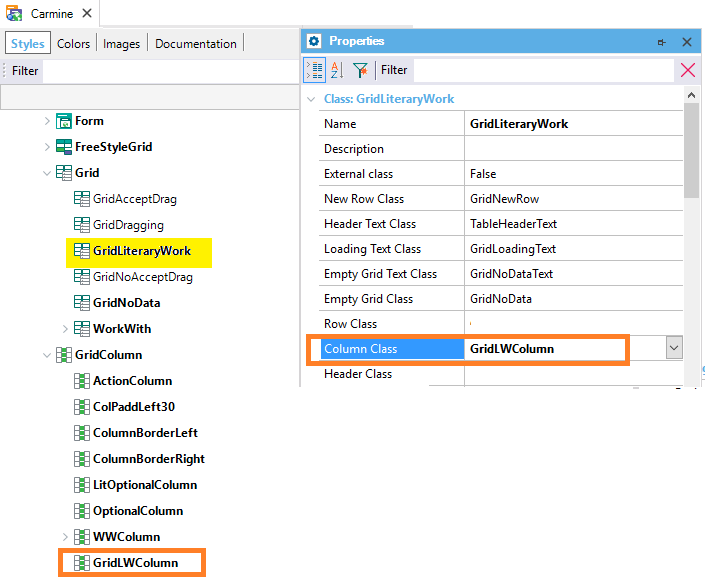 Carmine
Styles Colors Images Documentation
Filter
Form
FreeStyleGrid
Grid
GridAcceptDrag
GridDragging
GridLiteraryWork
GridNoAcceptDrag
GridNoData
WorkWith
GridColumn
ActionColumn
ColPaddLeft30
ColumnBorderLeft
ColumnBorderRight
LitOptionalColumn
OptionalColumn
WWColumn
GridLWColumn
Properties
Filter
Class: GridLiteraryWork
Name GridLiteraryWork
Description
External class False
New Row Class GridNewRow
Header Text Class TableHeaderText
Loading Text Class GridLoadingText
Empty Grid Text Class GridNoDataText
Empty Grid Class GridNoData
Row Class
Column Class GridLWColumn
Header Class